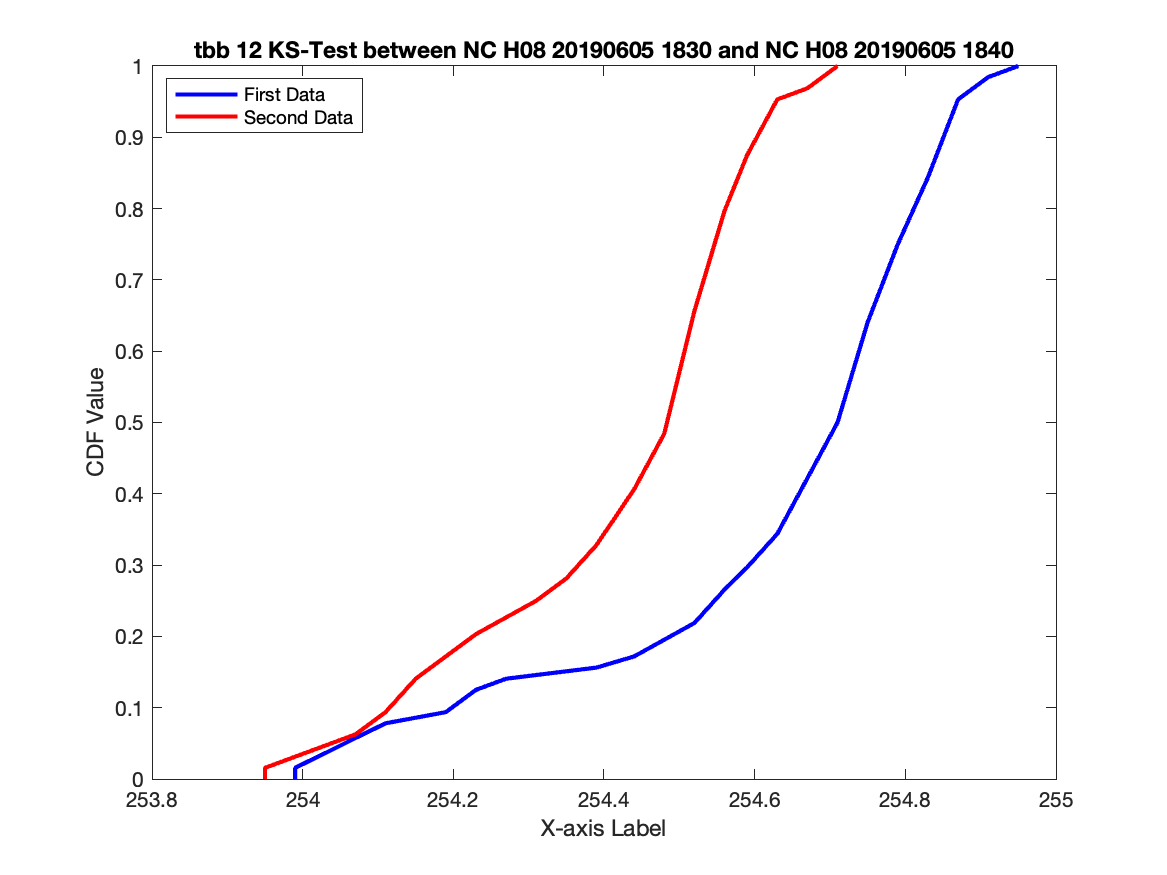 tbb 12 KS-Test between NC H08 20190605 1830 and NC H08 20190605 1840
First Data
Second Data
1
0.9
0.8
0.7
0.6
0.5
0.4
0.3
0.2
0.1
0
CDF Value
253.8 254 254.2 254.4 254.6 254.8 255
X-axis Label